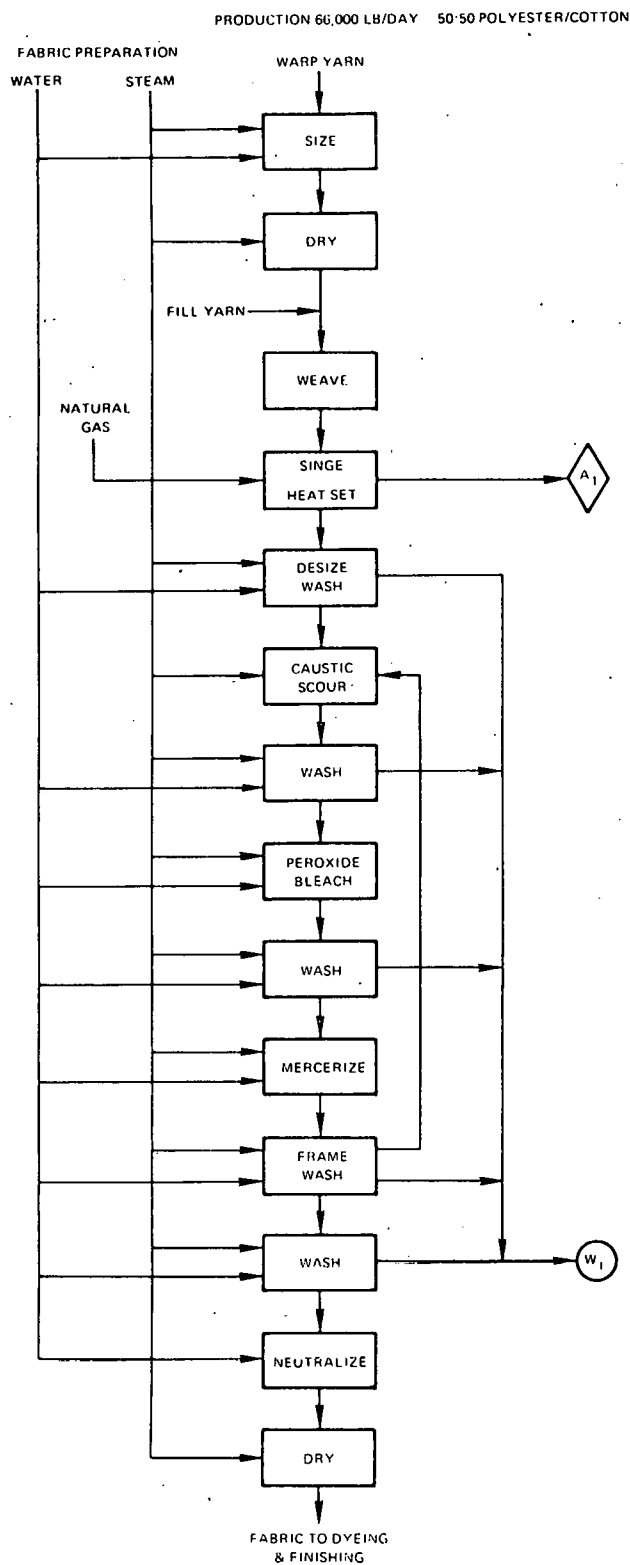 PRODUCTION 66,000 LB/DAY 50-50 POLYESTER/COTTON
FABRIC PREPARATION
WATER STEAM
WARP YARN
SIZE
DRY
FILL YARN
WEAVE
NATURAL
GAS
SINGE
HEAT SET
A1
DESIZE
WASH
CAUSTIC
SCOUR
WASH
PEROXIDE
BLEACH
WASH
MERCERIZE
FRAME
WASH
WASH
W1
NEUTRALIZE
DRY
FABRIC TO DYEING
& FINISHING